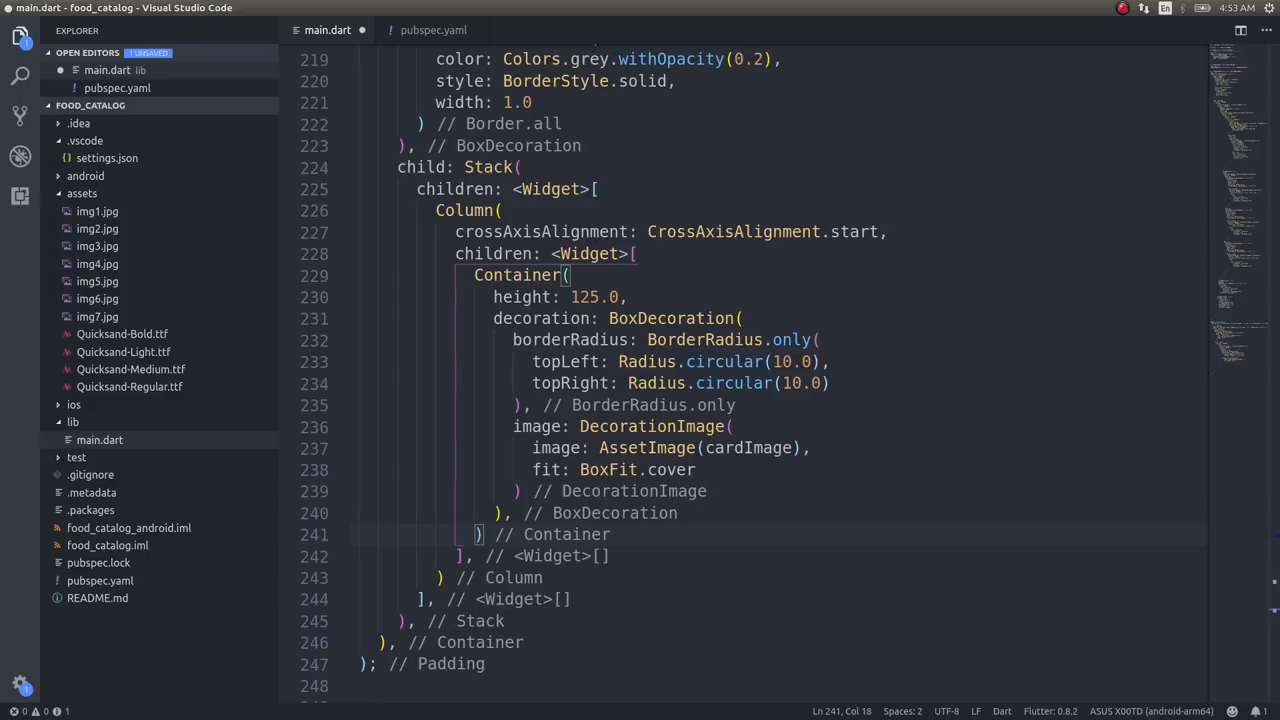 main.dart - food_catalog - Visual Studio Code
En
4:53 AM
EXPLORER
main.dart
pubspec.yaml
OPEN EDITORS 1 UNSAVED
main.dart lib
pubspec.yaml
FOOD_CATALOG
.idea
.vscode
settings.json
android
assets
img1.jpg
img2.jpg
img3.jpg
img4.jpg
img5.jpg
img6.jpg
img7.jpg
Quicksand-Bold.ttf
Quicksand-Light.ttf
Quicksand-Medium.ttf
Quicksand-Regular.ttf
ios
lib
main.dart
test
.gitignore
.metadata
.packages
food_catalog_android.iml
food_catalog.iml
pubspec.lock
pubspec.yaml
README.md
219 color: Colors.grey.withOpacity(0.2),
220 style: BorderStyle.solid,
221 width: 1.0
222 ) // Border.all
223 ), // BoxDecoration
224 child: Stack(
225 children: <Widget>[
226 Column(
227 crossAxisAlignment: CrossAxisAlignment.start,
228 children: <Widget>[
229 Container(
230 height: 125.0,
231 decoration: BoxDecoration(
232 borderRadius: BorderRadius.only(
233 topLeft: Radius.circular(10.0),
234 topRight: Radius.circular(10.0)
235 ), // BorderRadius.only
236 image: DecorationImage(
237 image: AssetImage(cardImage),
238 fit: BoxFit.cover
239 ) // DecorationImage
240 ), // BoxDecoration
241 ) // Container
242 ], // <Widget>[]
243 ) // Column
244 ], // <Widget>[]
245 ), // Stack
246 ), // Container
247 ); // Padding
248
0 0 1
Ln 241, Col 18
Spaces: 2
UTF-8
LF
Dart
Flutter: 0.8.2
ASUS X00TD (android-arm64)
1